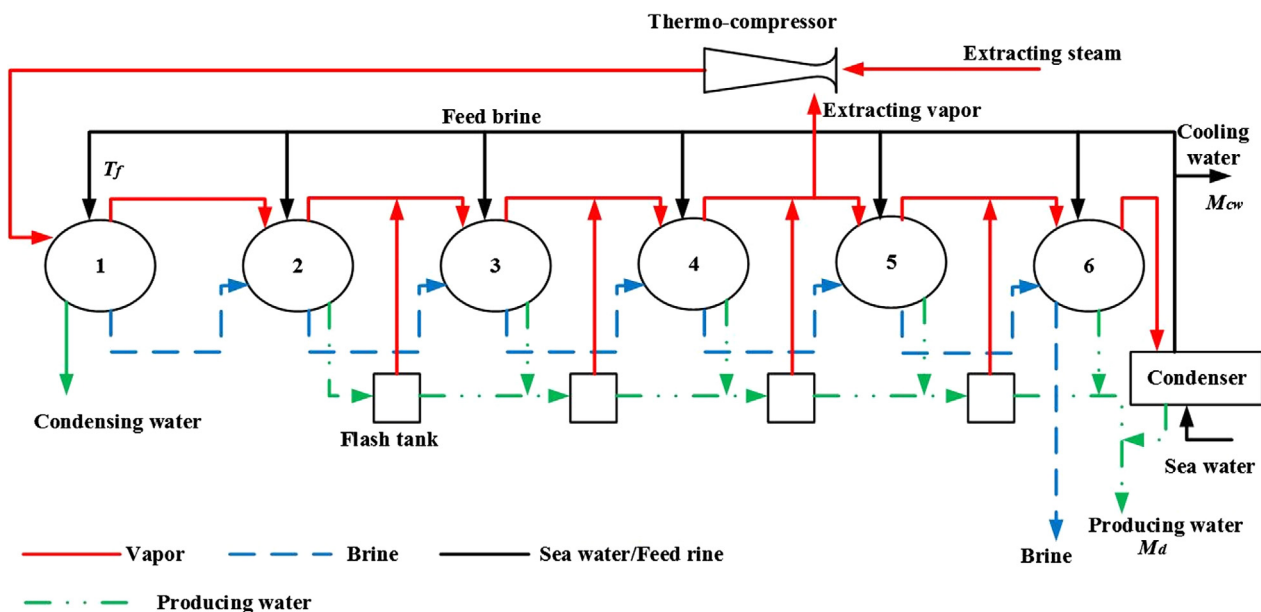 Thermo-compressor
Extracting steam
Extracting vapor
Feed brine
Cooling
water
Tf
Mcw
1
2
3
4
5
6
Condenser
Condensing water
Flash tank
Sea water
Producing water
Md
Brine
Vapor
Brine
Sea water/Feed rine
Producing water